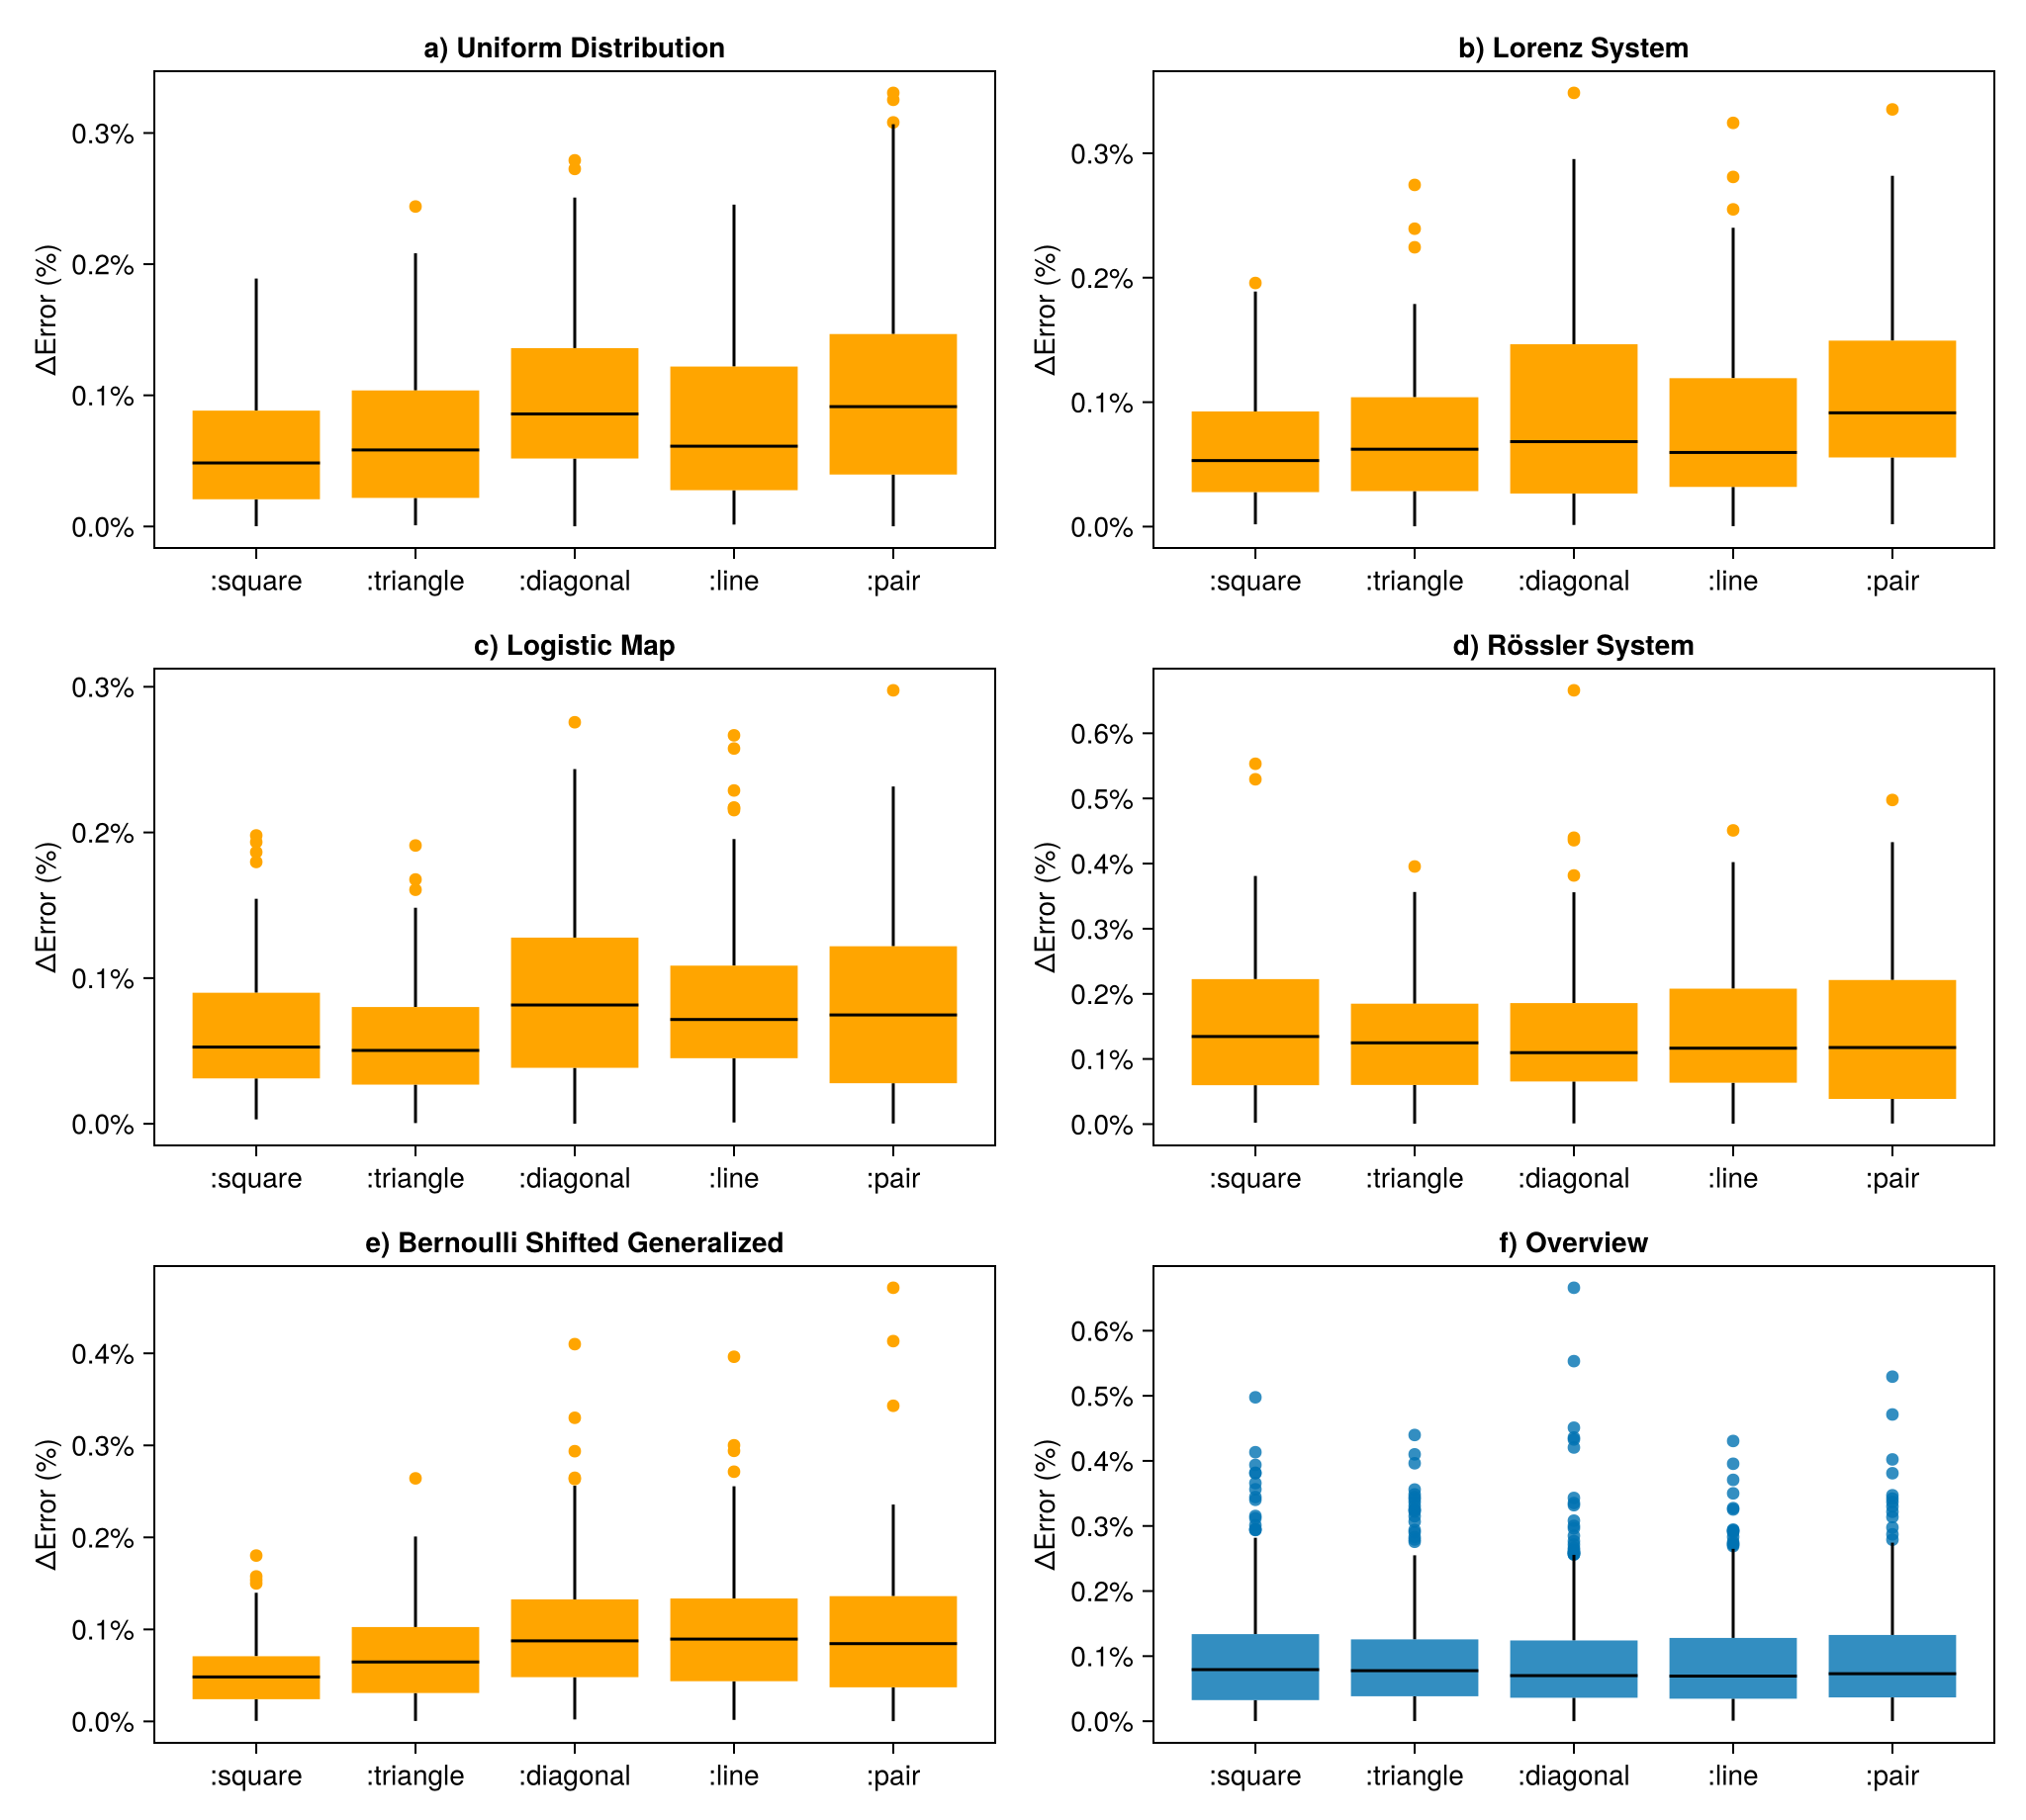 a) Uniform Distribution
ΔError (%)
0.3%
0.2%
0.1%
0.0%
:square :triangle :diagonal :line :pair
b) Lorenz System
ΔError (%)
0.3%
0.2%
0.1%
0.0%
:square :triangle :diagonal :line :pair
c) Logistic Map
ΔError (%)
0.3%
0.2%
0.1%
0.0%
:square :triangle :diagonal :line :pair
d) Rössler System
ΔError (%)
0.6%
0.5%
0.4%
0.3%
0.2%
0.1%
0.0%
:square :triangle :diagonal :line :pair
e) Bernoulli Shifted Generalized
ΔError (%)
0.4%
0.3%
0.2%
0.1%
0.0%
:square :triangle :diagonal :line :pair
f) Overview
ΔError (%)
0.6%
0.5%
0.4%
0.3%
0.2%
0.1%
0.0%
:square :triangle :diagonal :line :pair